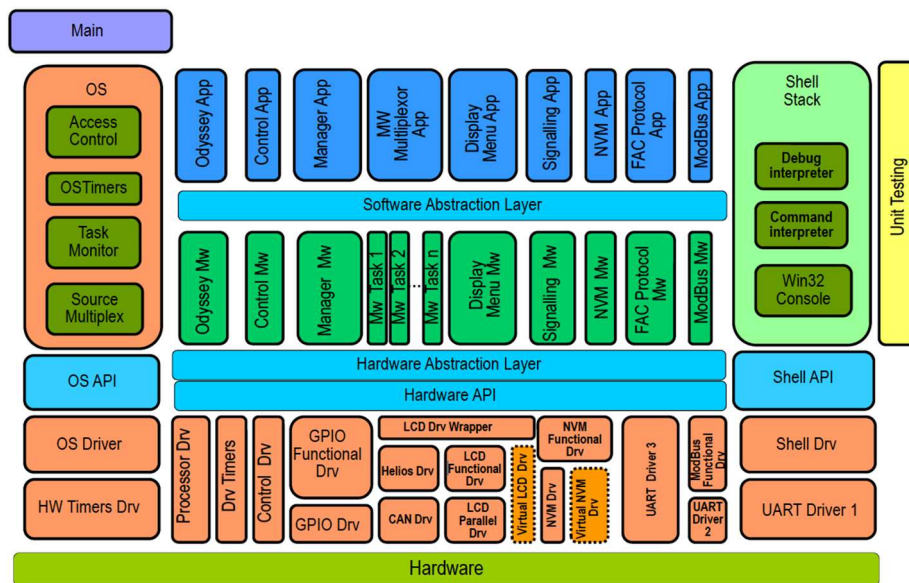 Main
OS
Access
Control
OSTimers
Task
Monitor
Source
Multiplex
Odyssey App
Control App
Manager App
MW
Multiplexor
App
Display
Menu App
Signalling App
NVM App
FAC Protocol
App
ModBus App
Shell
Stack
Debug
interpreter
Command
interpreter
Win32
Console
Unit Testing
Software Abstraction Layer
Odyssey Mw
Control Mw
Manager Mw
Mw Task 1
Mw Task 2
...
Mw Task n
Display
Menu Mw
Signalling Mw
NVM Mw
FAC Protocol
Mw
ModBus Mw
Hardware Abstraction Layer
OS API
Hardware API
Shell API
OS Driver
HW Timers Drv
Processor Drv
Drv Timers
Control Drv
GPIO
Functional
Drv
GPIO Drv
LCD Drv Wrapper
Helios Drv
CAN Drv
LCD
Functional
Drv
LCD
Parallel Drv
Virtual LCD Drv
NVM
Functional Drv
NVM Drv
Virtual NVM
Drv
UART Driver 3
ModBus
Functional
Drv
UART
Driver
2
Shell Drv
UART Driver 1
Hardware